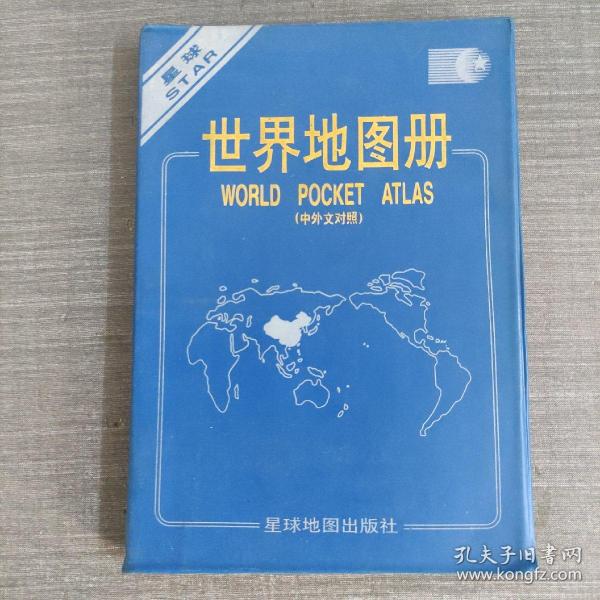 星球
STAR
世界地图册
WORLD POCKET ATLAS
(中外文对照)
星球地图出版社
孔夫子旧书网
www.kongfz.com